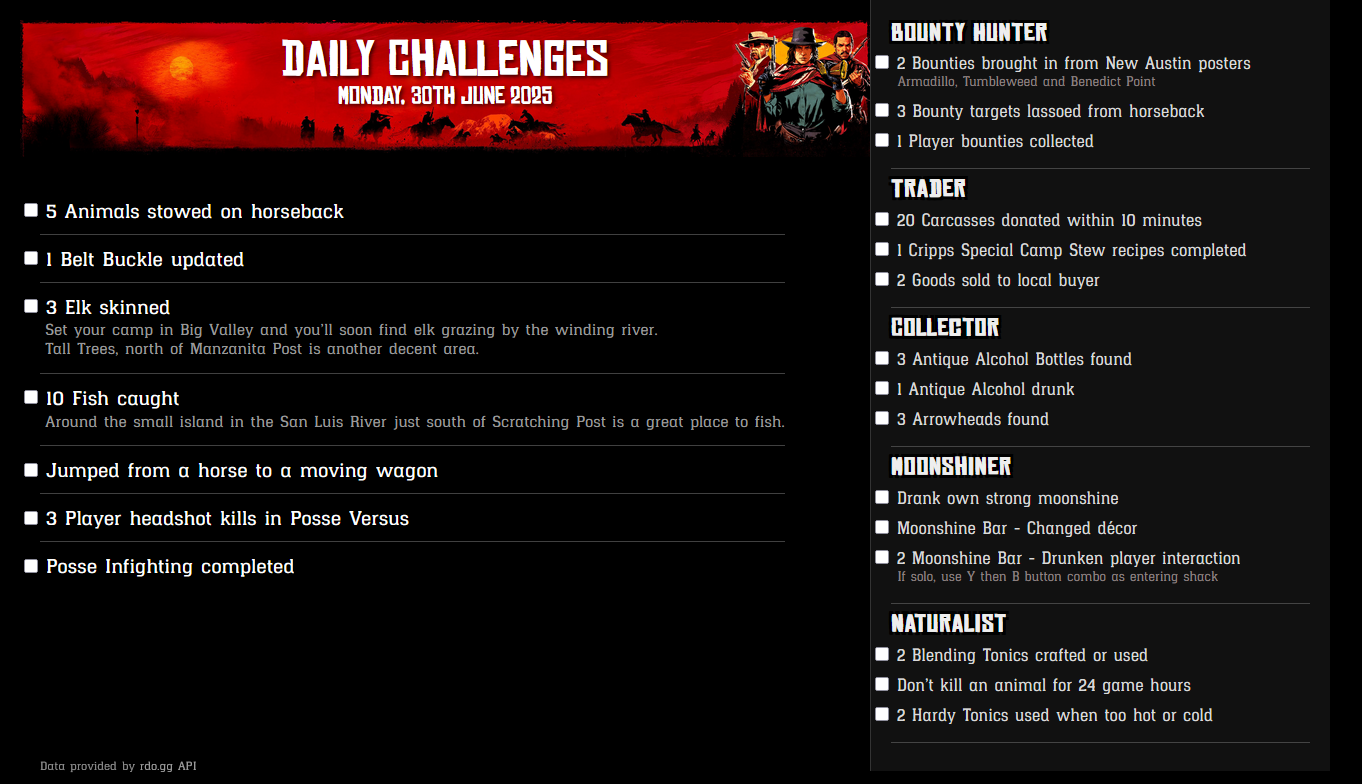 DAILY CHALLENGES
MONDAY, 30TH JUNE 2025
5 Animals stowed on horseback
1 Belt Buckle updated
3 Elk skinned
Set your camp in Big Valley and you'll soon find elk grazing by the winding river.
Tall Trees, north of Manzanita Post is another decent area.
10 Fish caught
Around the small island in the San Luis River just south of Scratching Post is a great place to fish.
Jumped from a horse to a moving wagon
3 Player headshot kills in Posse Versus
Posse Infighting completed
Data provided by rdo.gg API
BOUNTY HUNTER
2 Bounties brought in from New Austin posters
Armadillo, Tumbleweed and Benedict Point
3 Bounty targets lassoed from horseback
1 Player bounties collected
TRADER
20 Carcasses donated within 10 minutes
1 Cripps Special Camp Stew recipes completed
2 Goods sold to local buyer
COLLECTOR
3 Antique Alcohol Bottles found
1 Antique Alcohol drunk
3 Arrowheads found
MOONSHINER
Drank own strong moonshine
Moonshine Bar - Changed décor
2 Moonshine Bar - Drunken player interaction
If solo, use Y then B button combo as entering shack
NATURALIST
2 Blending Tonics crafted or used
Don't kill an animal for 24 game hours
2 Hardy Tonics used when too hot or cold